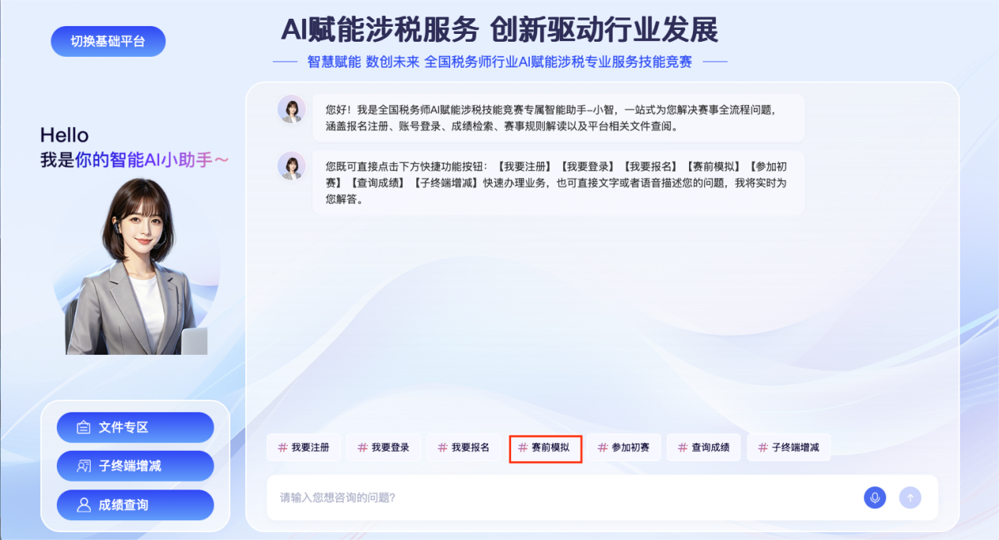 切换基础平台
AI赋能涉税服务 创新驱动行业发展
智慧赋能 数创未来 全国税务师行业AI赋能涉税专业服务技能竞赛
Hello
我是你的智能AI小助手～
您好！我是全国税务师AI赋能涉税技能竞赛专属智能助手–小智，一站式为您解决赛事全流程问题，
涵盖报名注册、账号登录、成绩检索、赛事规则解读以及平台相关文件查阅。
您既可直接点击下方快捷功能按钮：【我要注册】【我要登录】【我要报名】【赛前模拟】【参加初
赛】【查询成绩】【子终端增减】快速办理业务，也可直接文字或者语音描述您的问题，我将实时为
您解答。
文件专区
子终端增减
成绩查询
# 我要注册
# 我要登录
# 我要报名
# 赛前模拟
# 参加初赛
# 查询成绩
# 子终端增减
请输入您想咨询的问题?